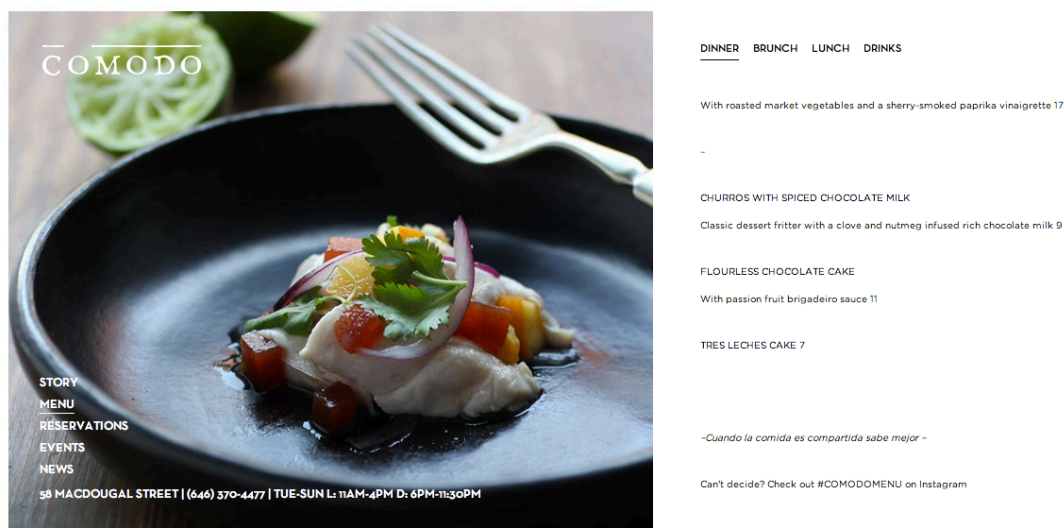 COMODO
STORY
MENU
RESERVATIONS
EVENTS
NEWS
58 MACDOUGAL STREET | (646) 370-4477 | TUE-SUN L: 11AM-4PM D: 6PM-11:30PM
DINNER BRUNCH LUNCH DRINKS
With roasted market vegetables and a sherry-smoked paprika vinaigrette 17
–
CHURROS WITH SPICED CHOCOLATE MILK
Classic dessert fritter with a clove and nutmeg infused rich chocolate milk 9
FLOURLESS CHOCOLATE CAKE
With passion fruit brigadeiro sauce 11
TRES LECHES CAKE 7
–Cuando la comida es compartida sabe mejor –
Can't decide? Check out #COMODOMENU on Instagram